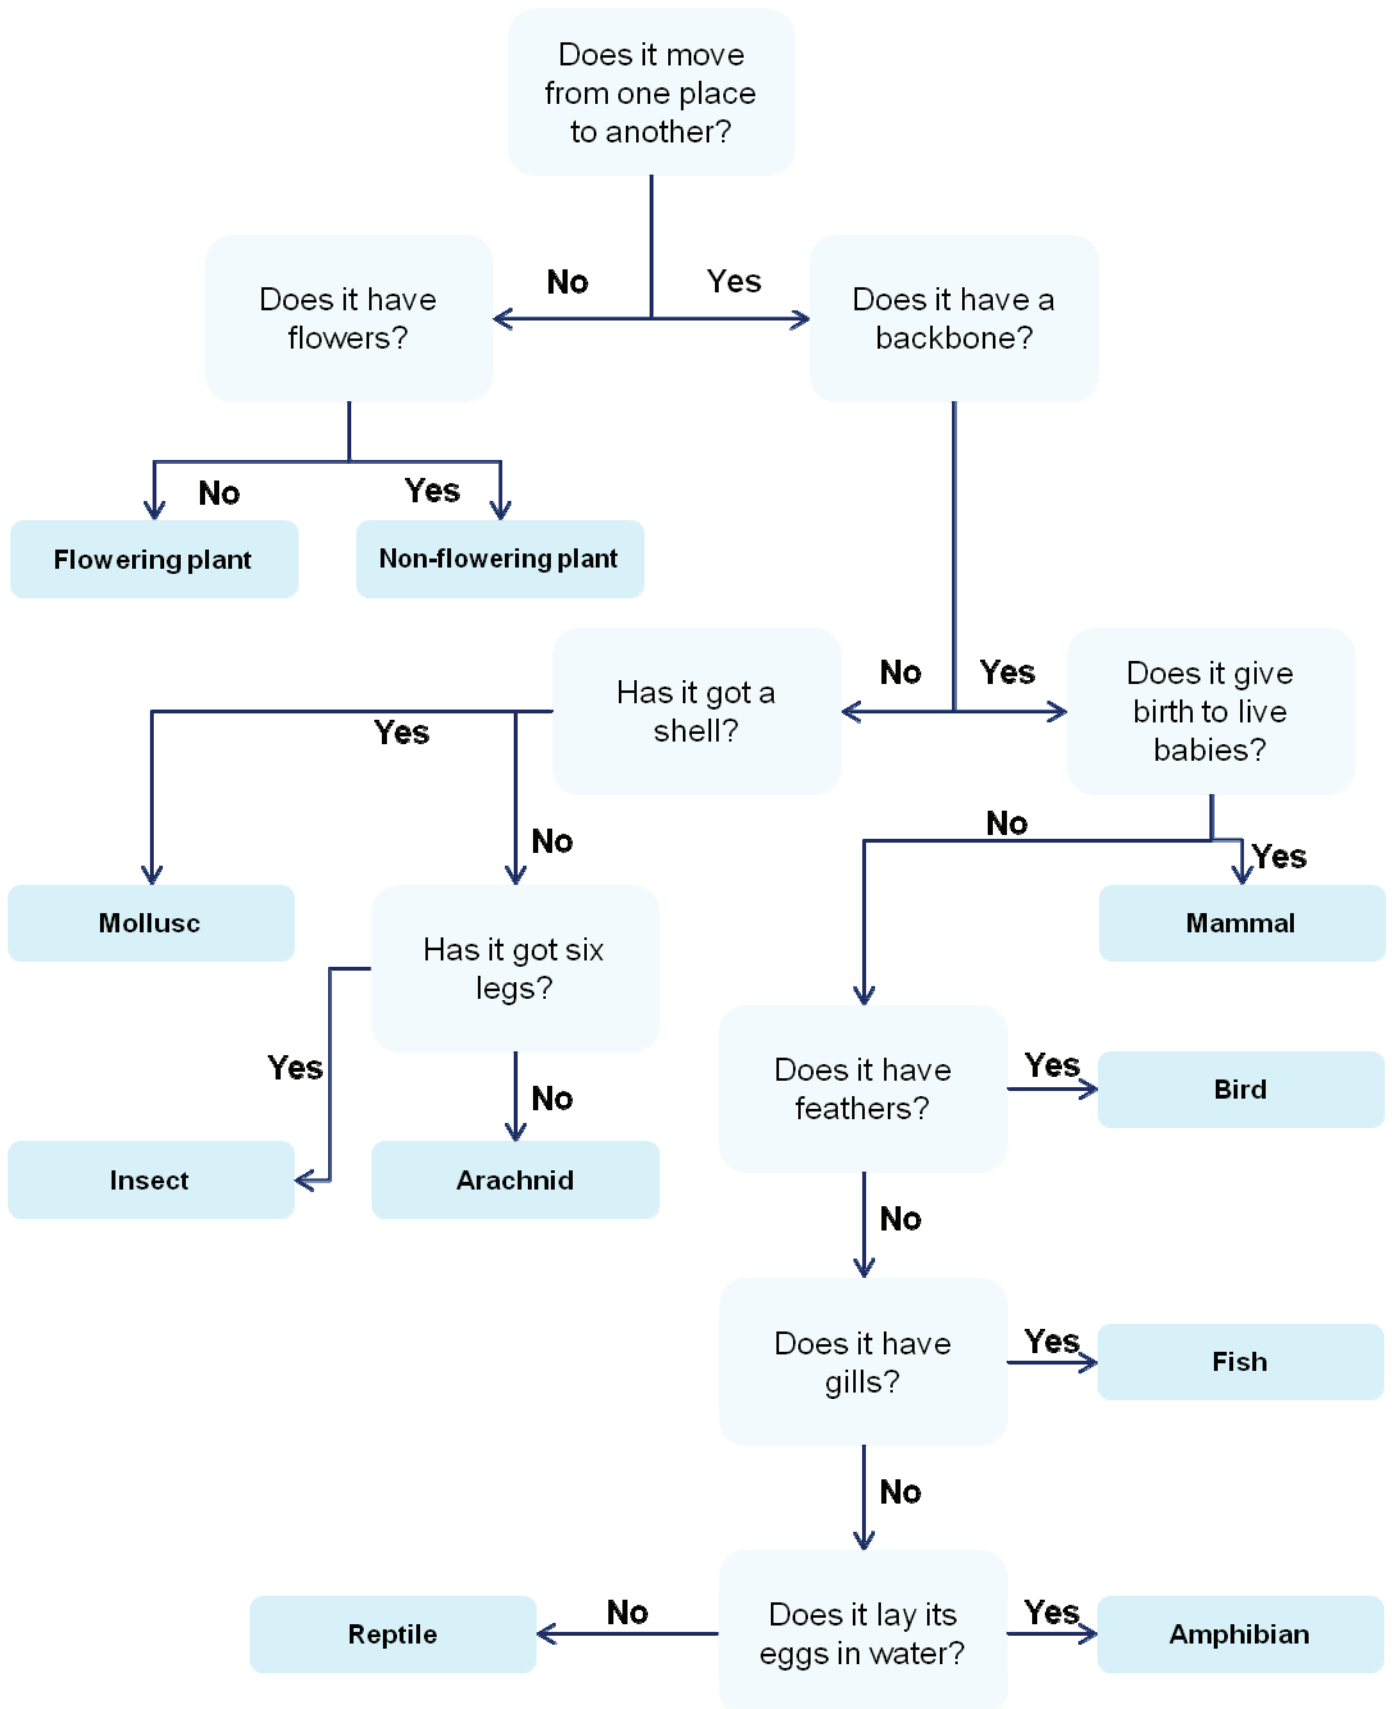 Does it move
from one place
to another?
No
Yes
Does it have
flowers?
Does it have a
backbone?
No
Yes
Flowering plant
Non-flowering plant
No
Yes
Has it got a
shell?
Does it give
birth to live
babies?
Yes
No
No
Yes
Mollusc
Has it got six
legs?
Mammal
Yes
No
Does it have
feathers?
Yes
Bird
Insect
Arachnid
No
Does it have
gills?
Yes
Fish
No
Reptile
No
Does it lay its
eggs in water?
Yes
Amphibian